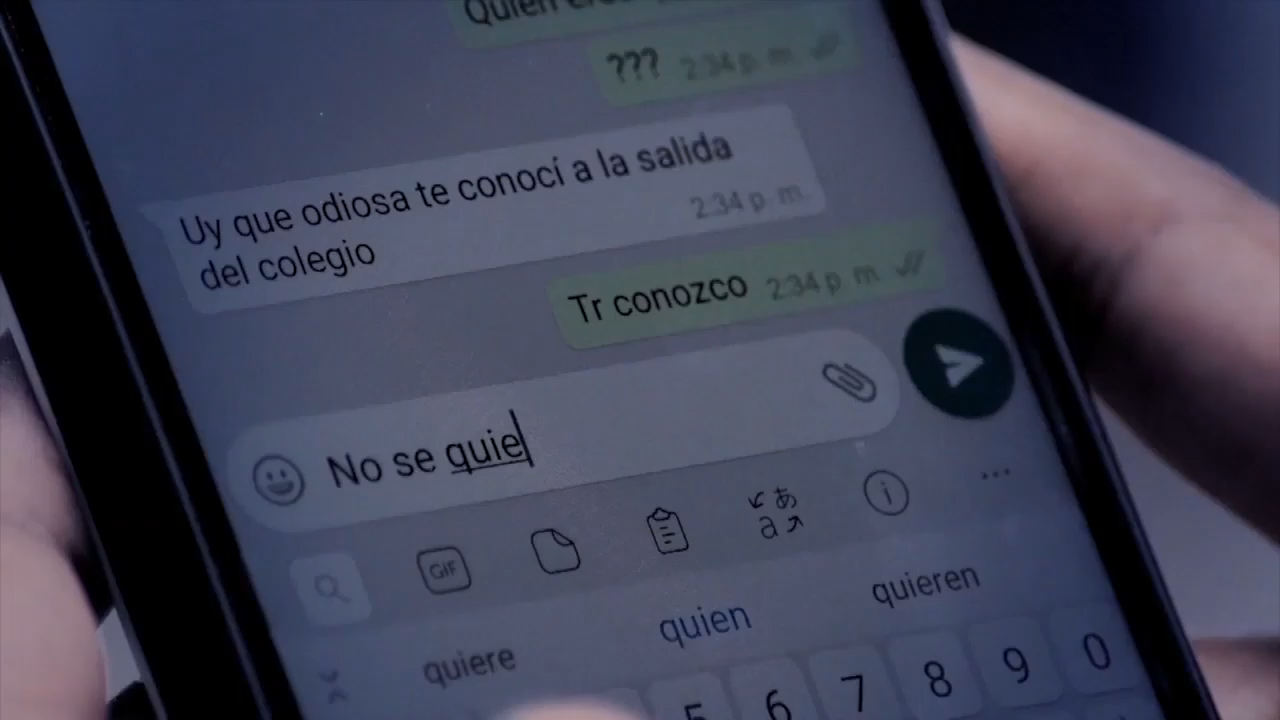 Quien
??? 2:34 p. m.
Uy que odiosa te conocí a la salida
del colegio
2:34 p. m.
Tr conozco 2:34 p. m.
No se quie
GIF
quiere quien quieren
5 6 7 8 9 0